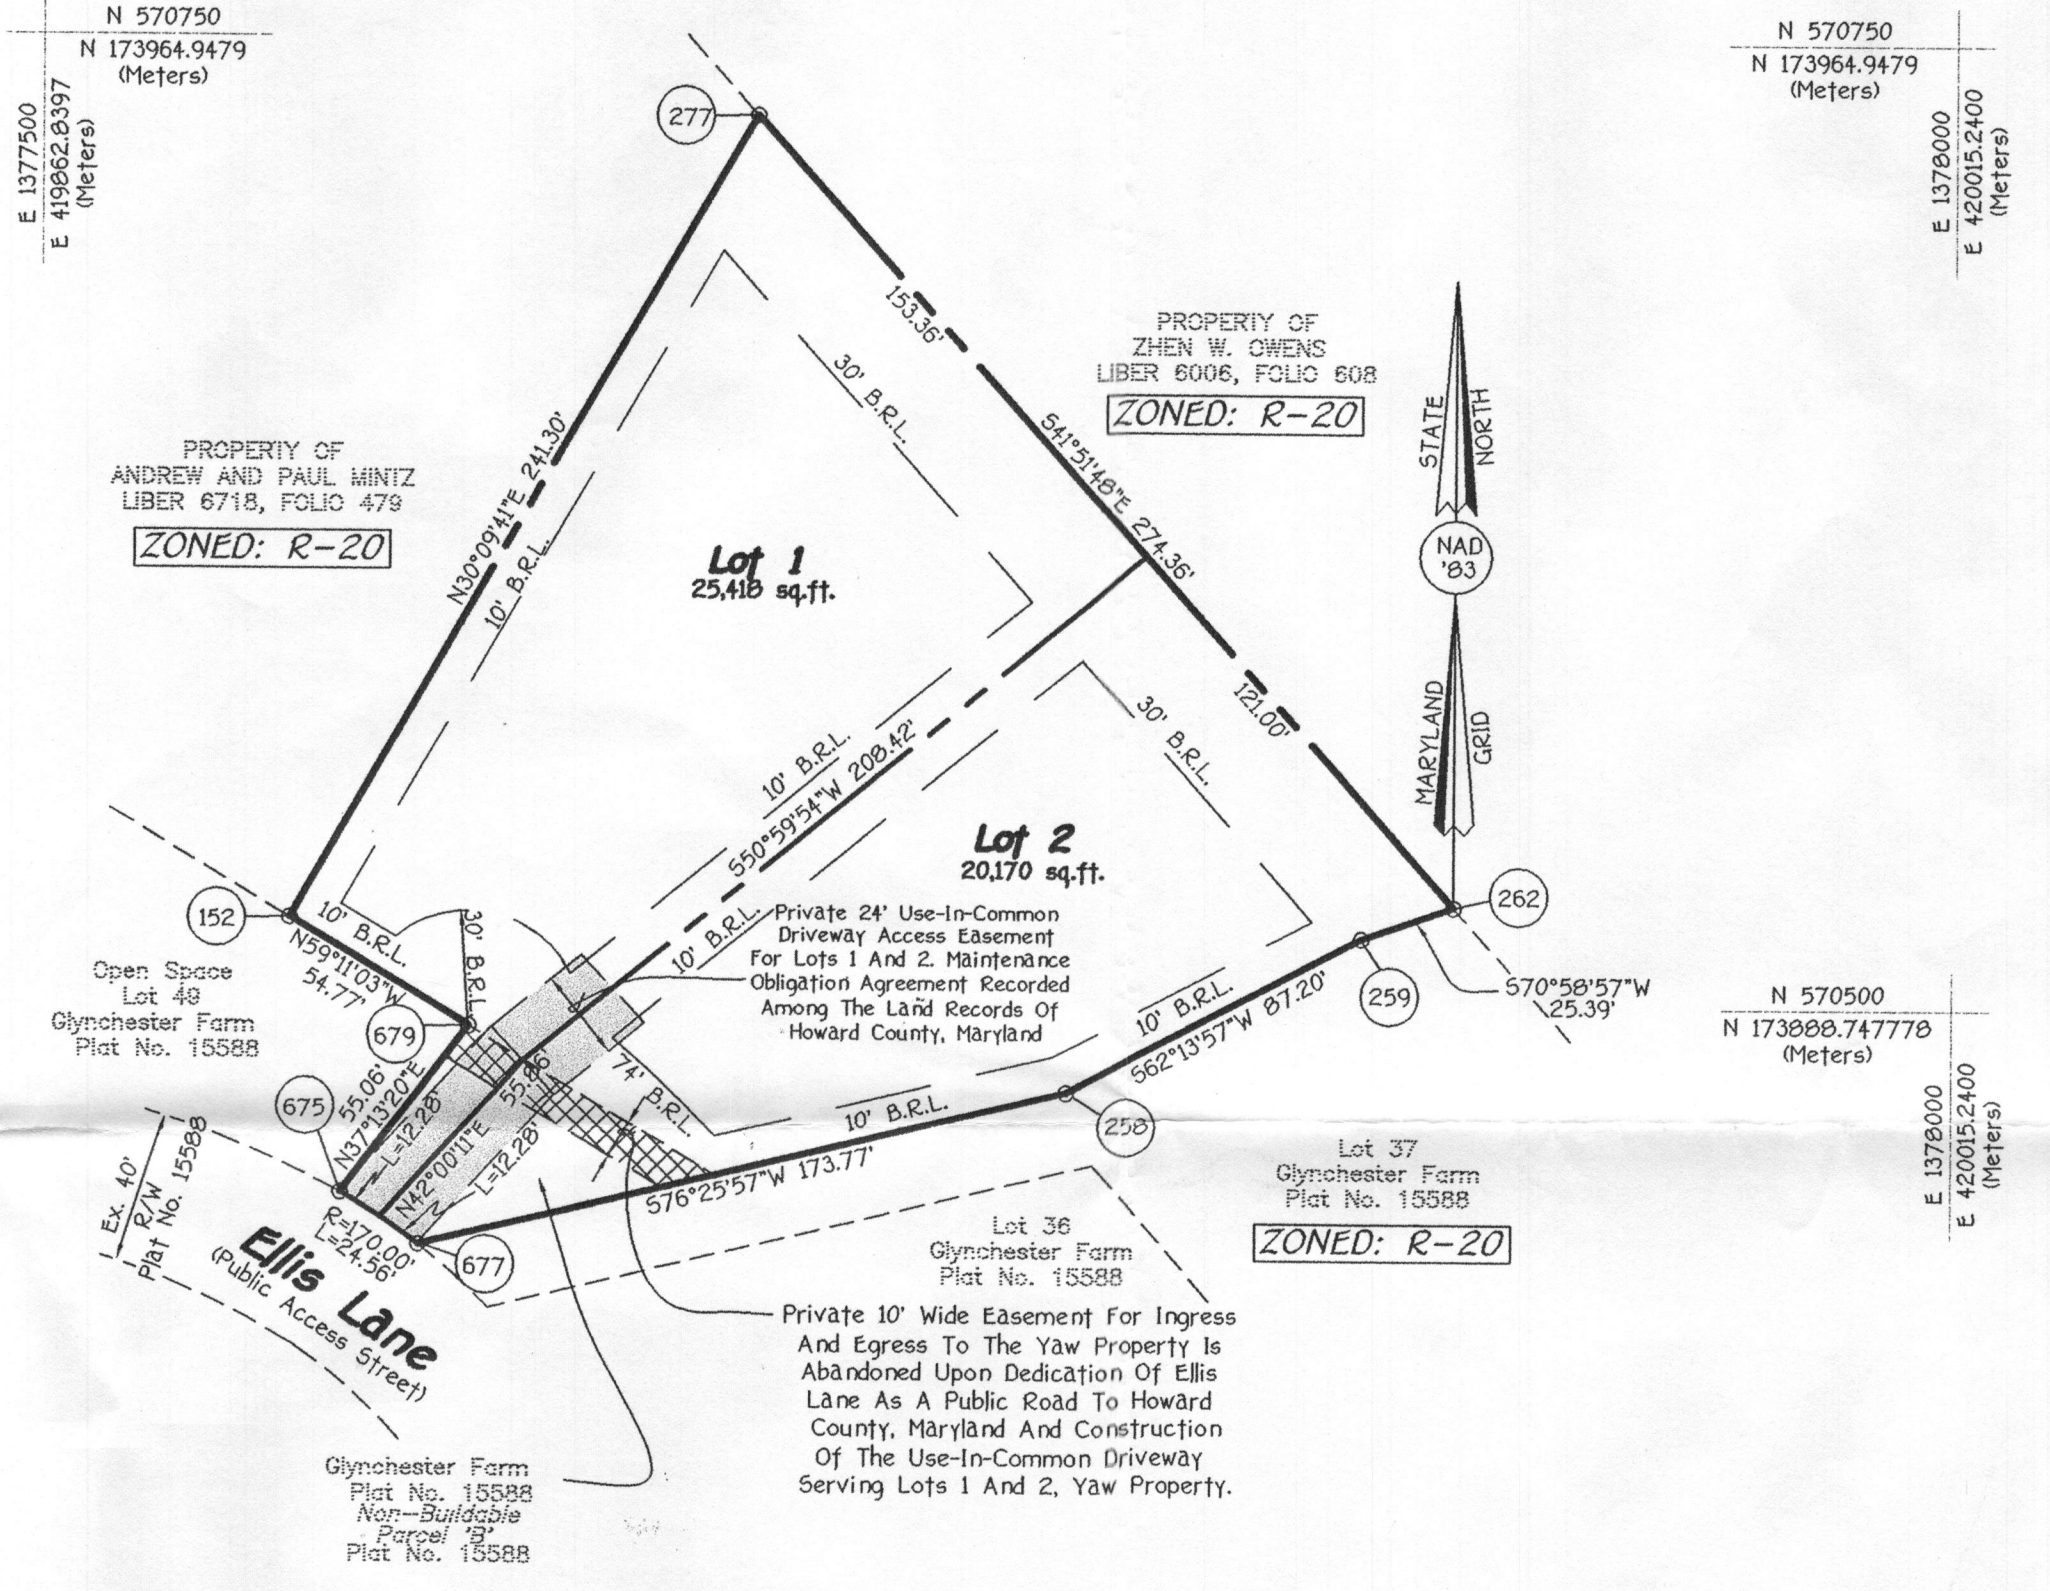 N 570750
N 173964.9479
(Meters)
E 1377500
E 419862.8397
(Meters)
N 570750
N 173964.9479
(Meters)
E 1378000
E 420015.2400
(Meters)
277
153.36'
30' B.R.L.
PROPERTY OF
ZHEN W. OWENS
LIBER 6006, FOLIO 608
ZONED: R-20
STATE
NORTH
NAD
'83
MARYLAND
GRID
PROPERTY OF
ANDREW AND PAUL MINTZ
LIBER 6718, FOLIO 479
ZONED: R-20
N30°09'41"E 241.30'
10' B.R.L.
S41°51'48"E 274.36'
Lot 1
25,418 sq.ft.
121.00'
30' B.R.L.
10' B.R.L.
S50°59'54"W 208.42'
10' B.R.L.
Lot 2
20,170 sq.ft.
262
152
10' B.R.L.
30' B.R.L.
N59°11'03"W
54.77'
Private 24' Use-In-Common
Driveway Access Easement
For Lots 1 And 2. Maintenance
Obligation Agreement Recorded
Among The Land Records Of
Howard County, Maryland
259
S70°58'57"W
25.39'
10' B.R.L.
S62°13'57"W 87.20'
Open Space
Lot 49
Glynchester Farm
Plat No. 15588
679
N 570500
N 173888.747778
(Meters)
E 1378000
E 420015.2400
(Meters)
675
55.06'
N37°13'20"E
L=12.28'
55.86'
N42°00'11"E
L=12.28'
74' B.R.L.
10' B.R.L.
258
S76°25'57"W 173.77'
Ex. 40'
R/W
Plat No. 15588
R=170.00'
L=24.56'
677
Ellis Lane
(Public Access Street)
Lot 37
Glynchester Farm
Plat No. 15588
ZONED: R-20
Lot 36
Glynchester Farm
Plat No. 15588
Private 10' Wide Easement For Ingress
And Egress To The Yaw Property Is
Abandoned Upon Dedication Of Ellis
Lane As A Public Road To Howard
County, Maryland And Construction
Of The Use-In-Common Driveway
Serving Lots 1 And 2, Yaw Property.
Glynchester Farm
Plat No. 15588
Non-Buildable
Parcel 'B'
Plat No. 15588